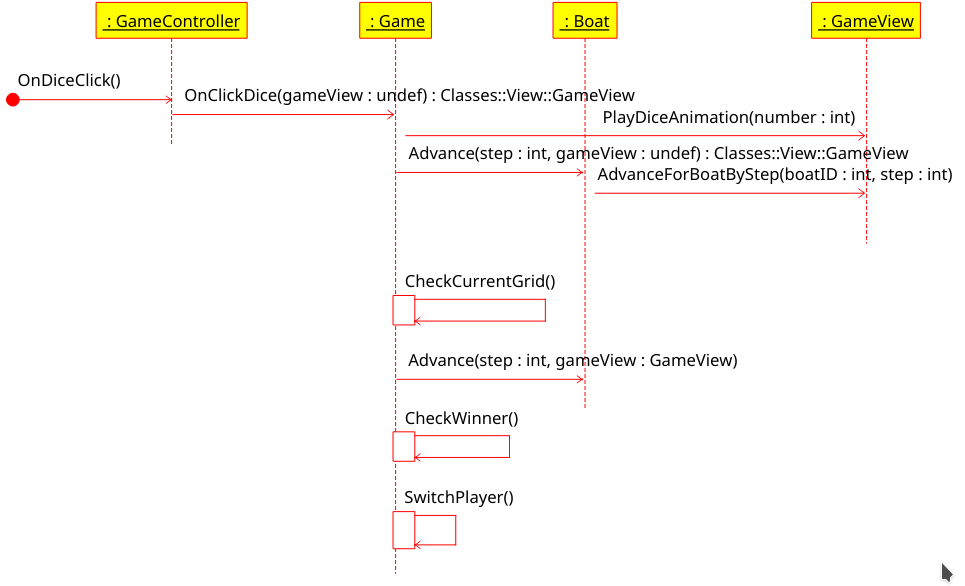 : GameController
: Game
: Boat
: GameView
OnDiceClick()
OnClickDice(gameView : undef) : Classes::View::GameView
PlayDiceAnimation(number : int)
Advance(step : int, gameView : undef) : Classes::View::GameView
AdvanceForBoatByStep(boatID : int, step : int)
CheckCurrentGrid()
Advance(step : int, gameView : GameView)
CheckWinner()
SwitchPlayer()